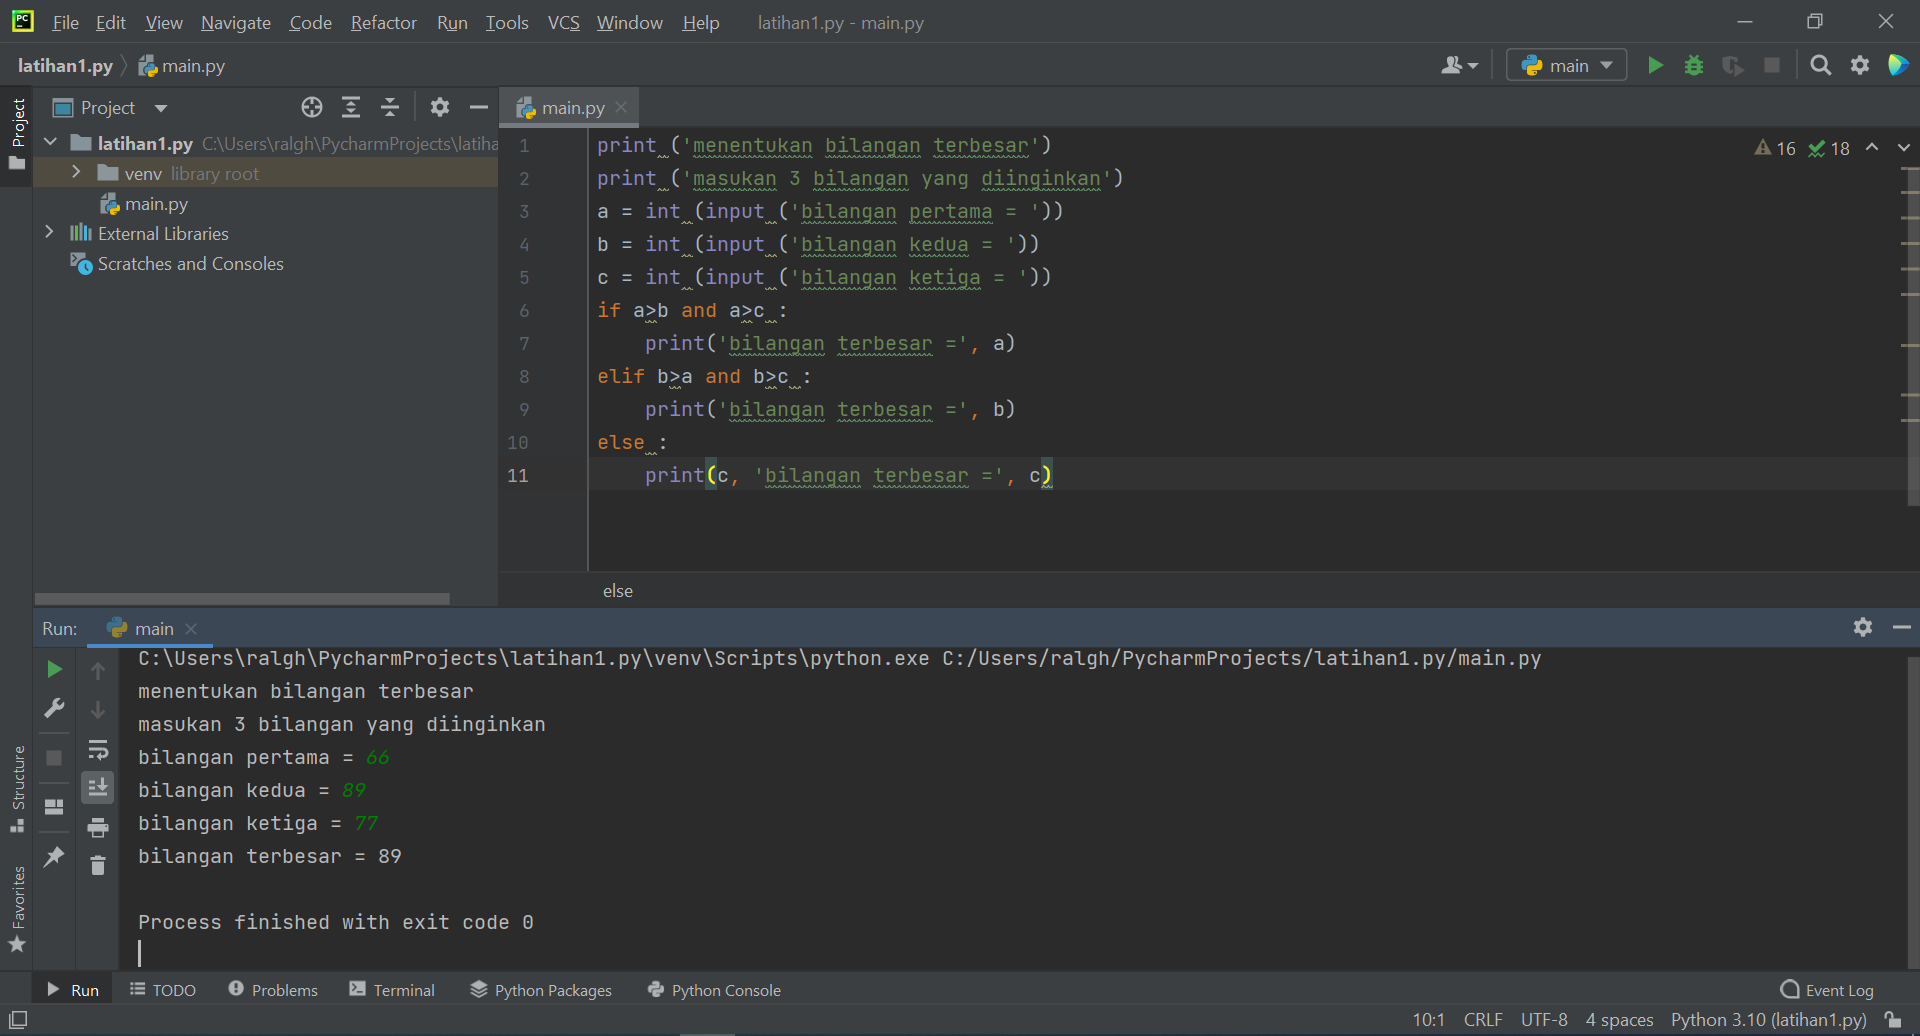 File Edit View Navigate Code Refactor Run Tools VCS Window Help latihan1.py - main.py
latihan1.py main.py main
Project
Project main.py
latihan1.py C:\Users\ralgh\PycharmProjects\latiha
venv library root
main.py
External Libraries
Scratches and Consoles
16 18
1 print ('menentukan bilangan terbesar')
2 print ('masukan 3 bilangan yang diinginkan')
3 a = int (input ('bilangan pertama = '))
4 b = int (input ('bilangan kedua = '))
5 c = int (input ('bilangan ketiga = '))
6 if a>b and a>c :
7 print('bilangan terbesar =', a)
8 elif b>a and b>c :
9 print('bilangan terbesar =', b)
10 else :
11 print(c, 'bilangan terbesar =', c)
else
Run: main
C:\Users\ralgh\PycharmProjects\latihan1.py\venv\Scripts\python.exe C:/Users/ralgh/PycharmProjects/latihan1.py/main.py
menentukan bilangan terbesar
masukan 3 bilangan yang diinginkan
bilangan pertama = 66
bilangan kedua = 89
bilangan ketiga = 77
bilangan terbesar = 89
Process finished with exit code 0
Structure
Favorites
Run TODO Problems Terminal Python Packages Python Console Event Log
10:1 CRLF UTF-8 4 spaces Python 3.10 (latihan1.py)